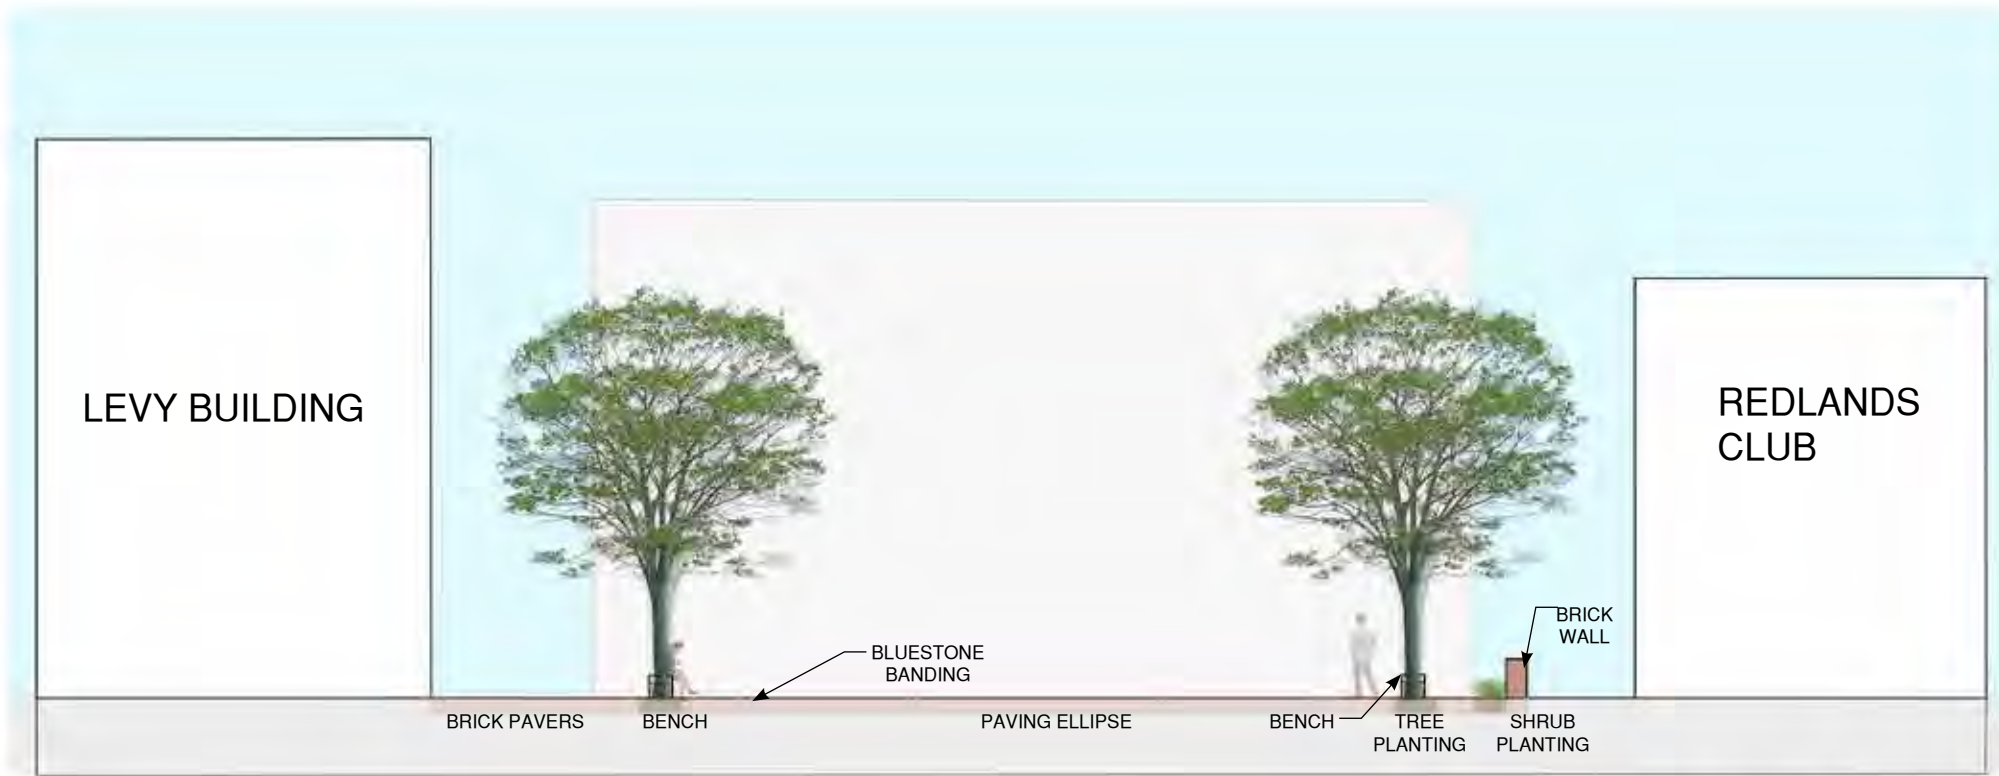 LEVY BUILDING
REDLANDS
CLUB
BRICK
WALL
BLUESTONE
BANDING
BRICK PAVERS
BENCH
PAVING ELLIPSE
BENCH
TREE
PLANTING
SHRUB
PLANTING